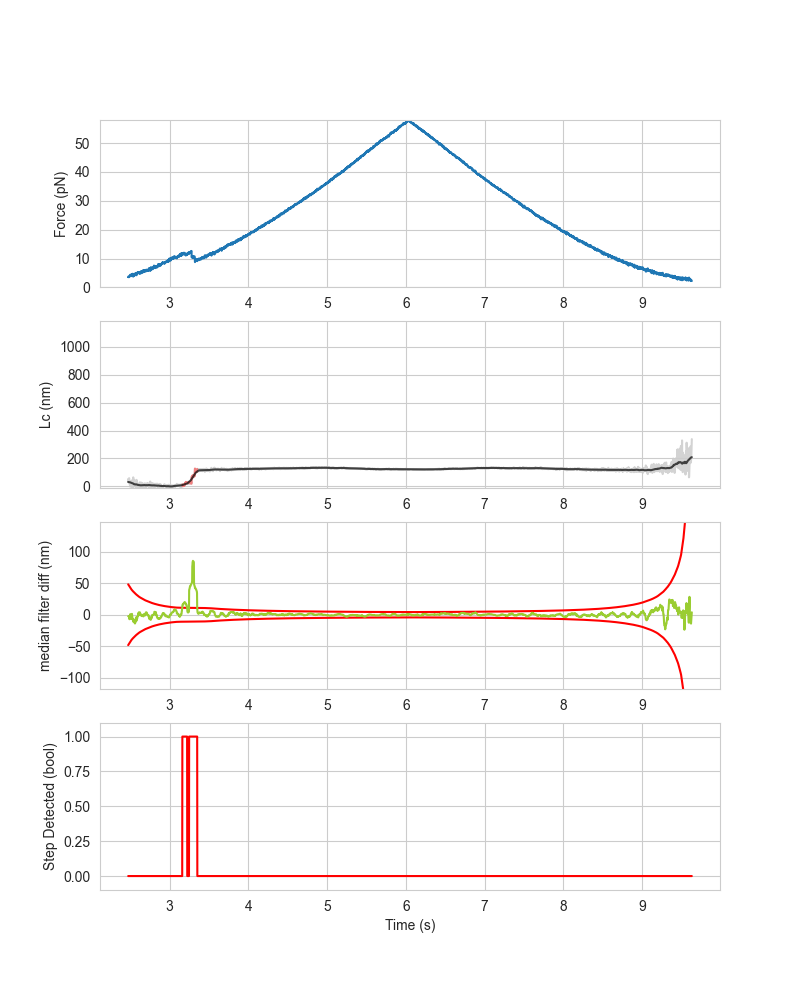 Force (pN)
50
40
30
20
10
0
3 4 5 6 7 8 9
Lc (nm)
1000
800
600
400
200
0
3 4 5 6 7 8 9
median filter diff (nm)
100
50
0
−50
−100
3 4 5 6 7 8 9
Step Detected (bool)
1.00
0.75
0.50
0.25
0.00
3 4 5 6 7 8 9
Time (s)